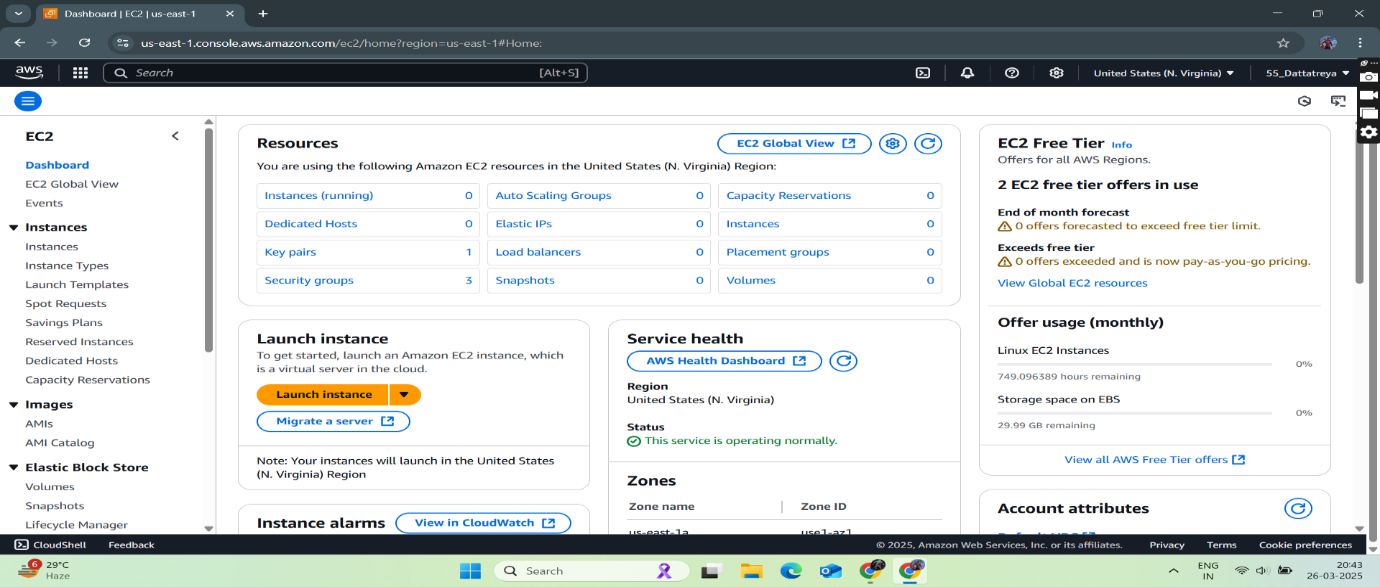 Dashboard | EC2 | us-east-1
us-east-1.console.aws.amazon.com/ec2/home?region=us-east-1#Home:
aws
Search
[Alt+S]
United States (N. Virginia)
55_Dattatreya
EC2
Dashboard
EC2 Global View
Events
Instances
Instances
Instance Types
Launch Templates
Spot Requests
Savings Plans
Reserved Instances
Dedicated Hosts
Capacity Reservations
Images
AMIs
AMI Catalog
Elastic Block Store
Volumes
Snapshots
Lifecycle Manager
Resources
EC2 Global View
You are using the following Amazon EC2 resources in the United States (N. Virginia) Region:
Instances (running) 0
Auto Scaling Groups 0
Capacity Reservations 0
Dedicated Hosts 0
Elastic IPs 0
Instances 0
Key pairs 1
Load balancers 0
Placement groups 0
Security groups 3
Snapshots 0
Volumes 0
Launch instance
To get started, launch an Amazon EC2 instance, which
is a virtual server in the cloud.
Launch instance
Migrate a server
Note: Your instances will launch in the United States
(N. Virginia) Region
Instance alarms
View in CloudWatch
Service health
AWS Health Dashboard
Region
United States (N. Virginia)
Status
This service is operating normally.
Zones
Zone name
Zone ID
us-east-1a
use1-az1
EC2 Free Tier Info
Offers for all AWS Regions.
2 EC2 free tier offers in use
End of month forecast
0 offers forecasted to exceed free tier limit.
Exceeds free tier
0 offers exceeded and is now pay-as-you-go pricing.
View Global EC2 resources
Offer usage (monthly)
Linux EC2 Instances
0%
749.096389 hours remaining
Storage space on EBS
0%
29.99 GB remaining
View all AWS Free Tier offers
Account attributes
CloudShell
Feedback
© 2025, Amazon Web Services, Inc. or its affiliates.
Privacy
Terms
Cookie preferences
6
29°C
Haze
Search
ENG
IN
20:43
26-03-2025